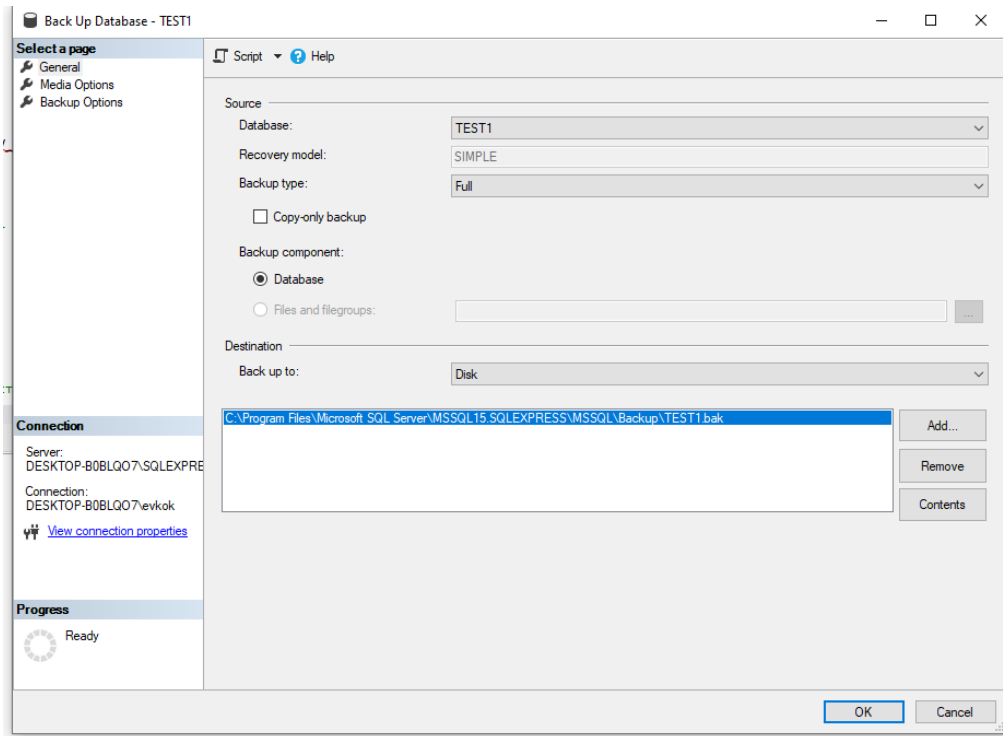 Back Up Database - TEST1
Select a page
General
Media Options
Backup Options
Script
Help
Source
Database:
TEST1
Recovery model:
SIMPLE
Backup type:
Full
Copy-only backup
Backup component:
Database
Files and filegroups:
...
Destination
Back up to:
Disk
C:\Program Files\Microsoft SQL Server\MSSQL15.SQLEXPRESS\MSSQL\Backup\TEST1.bak
Add...
Remove
Contents
Connection
Server:
DESKTOP-B0BLQO7\SQLEXPRE
Connection:
DESKTOP-B0BLQO7\evkok
View connection properties
Progress
Ready
OK
Cancel